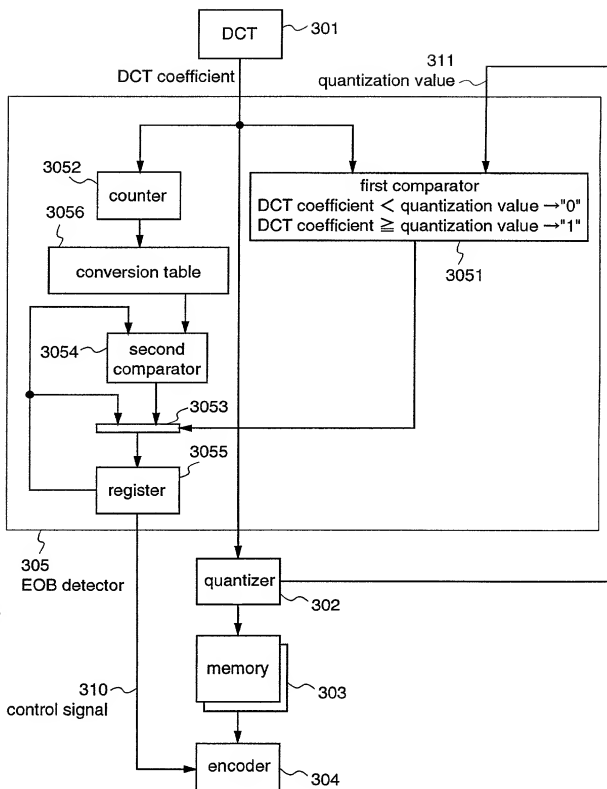 DCT
301
DCT coefficient
311
quantization value
3052
counter
3056
conversion table
first comparator
DCT coefficient < quantization value →"0"
DCT coefficient ≧ quantization value →"1"
3051
3054
second
comparator
3053
3055
register
305
EOB detector
quantizer
302
memory
303
310
control signal
encoder
304